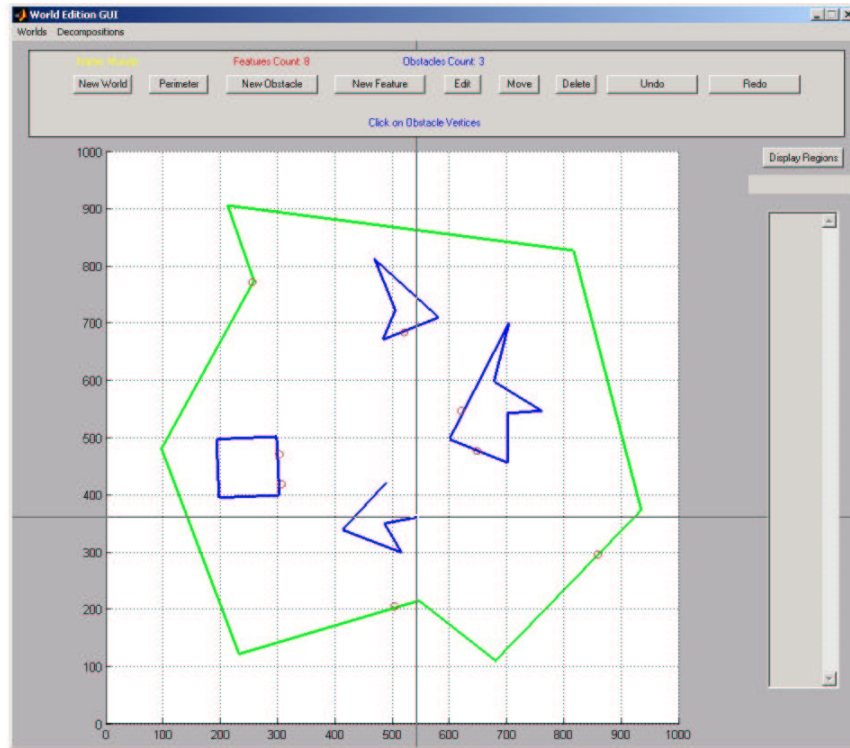 World Edition GUI
Worlds Decompositions
Features Count: 8 Obstacles Count: 3
New World Perimeter New Obstacle New Feature Edit Move Delete Undo Redo
Click on Obstacle Vertices
Display Regions
1000
900
800
700
600
500
400
300
200
100
0
0 100 200 300 400 500 600 700 800 900 1000